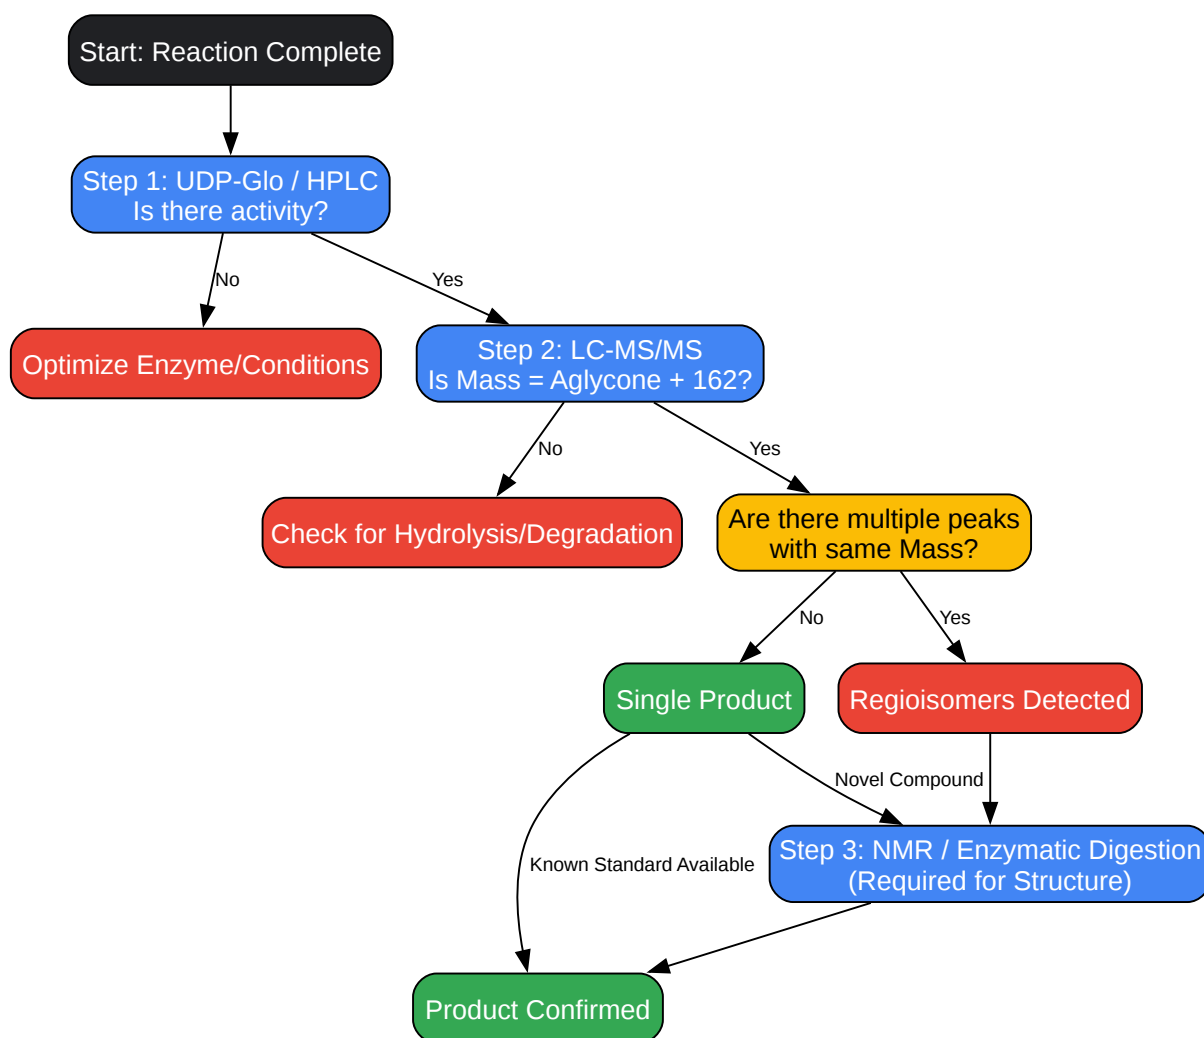 Start: Reaction Complete
Step 1: UDP-Glo / HPLC
Is there activity?
No
Yes
Optimize Enzyme/Conditions
Step 2: LC-MS/MS
Is Mass = Aglycone + 162?
No
Yes
Check for Hydrolysis/Degradation
Are there multiple peaks
with same Mass?
No
Yes
Single Product
Regioisomers Detected
Novel Compound
Known Standard Available
Step 3: NMR / Enzymatic Digestion
(Required for Structure)
Product Confirmed